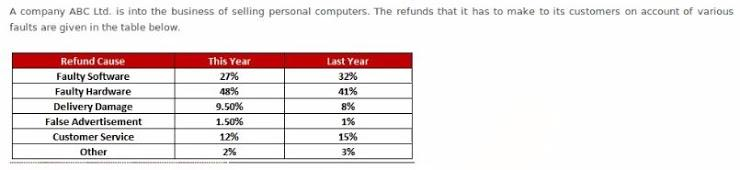 A company ABC Ltd. is into the business of selling personal computers. The refunds that it has to make to its customers on account of various
faults are given in the table below.
Refund Cause This Year Last Year
Faulty Software 27% 32%
Faulty Hardware 48% 41%
Delivery Damage 9.50% 8%
False Advertisement 1.50% 1%
Customer Service 12% 15%
Other 2% 3%